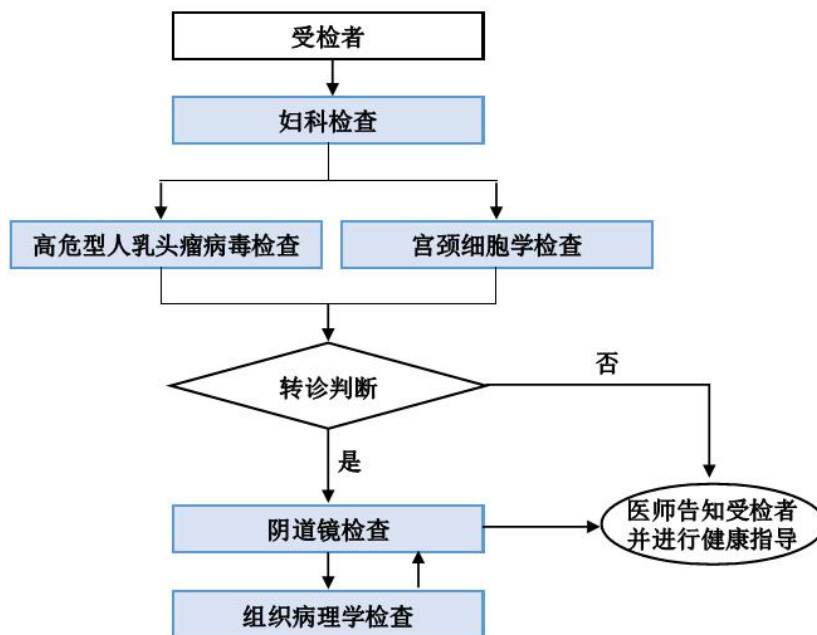 受检者
妇科检查
高危型人乳头瘤病毒检查
宫颈细胞学检查
转诊判断
否
是
阴道镜检查
医师告知受检者
并进行健康指导
组织病理学检查